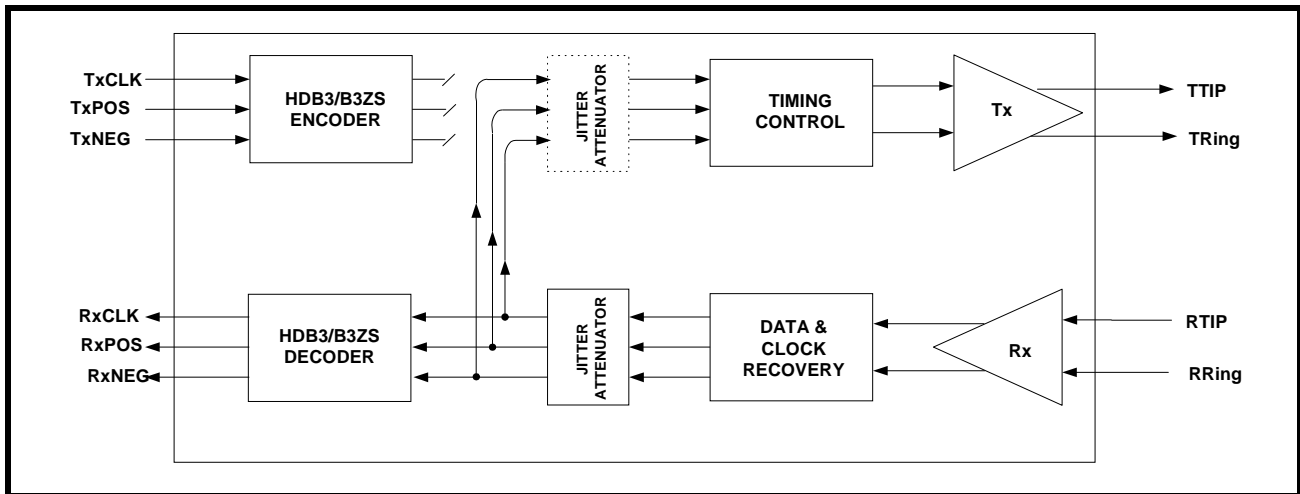 TxCLK
TxPOS
TxNEG
HDB3/B3ZS
ENCODER
JITTER
ATTENUATOR
TIMING
CONTROL
Tx
TTIP
TRing
RxCLK
RxPOS
RxNEG
HDB3/B3ZS
DECODER
JITTER
ATTENUATOR
DATA &
CLOCK
RECOVERY
Rx
RTIP
RRing